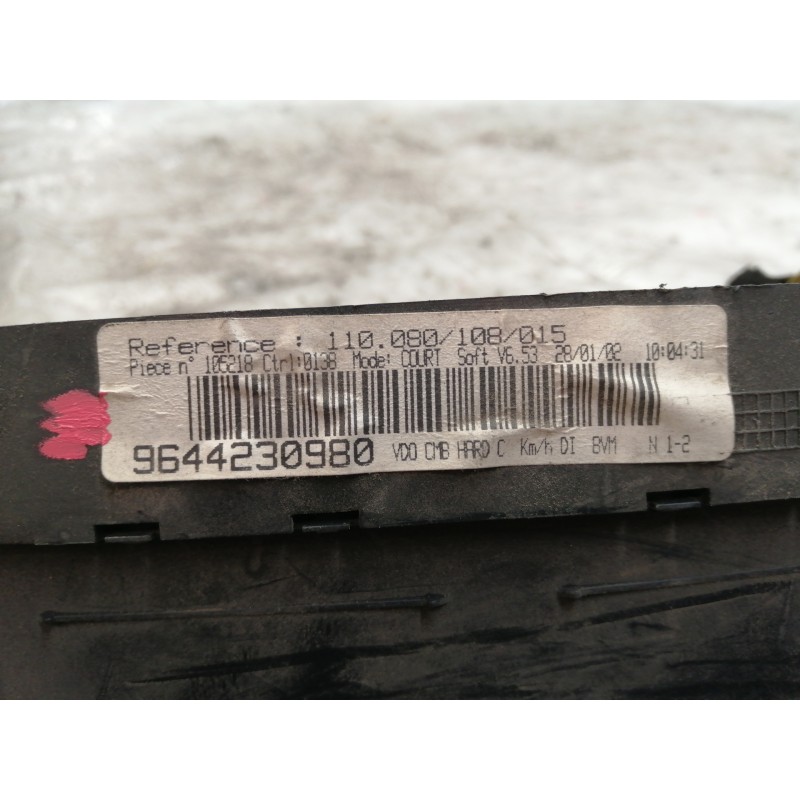 Reference : 110.080/108/015
Piece n° 105218 Ctrl:0138 Mode: COURT Soft V6.53 28/01/02 10:04:31
9644230980 VDO CMB HARD C Km/h DI BVM N 1-2